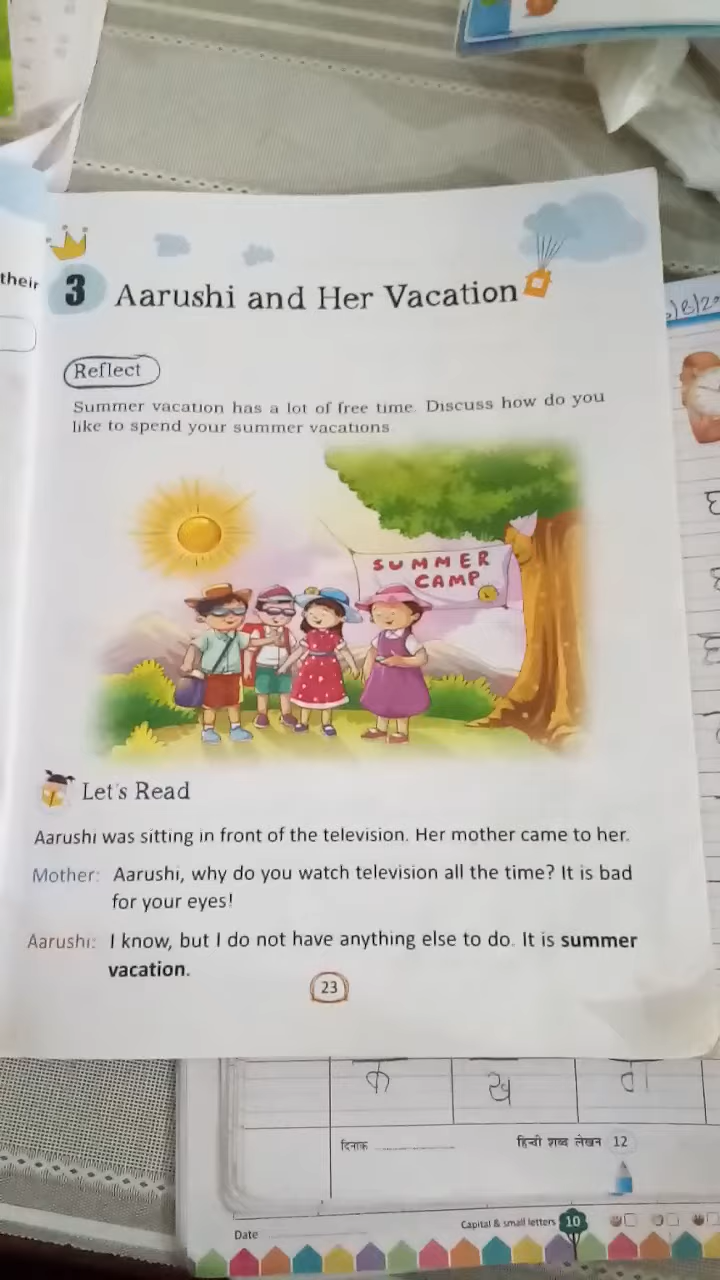 their
3 Aarushi and Her Vacation
Reflect
Summer vacation has a lot of free time. Discuss how do you
like to spend your summer vacations
SUMMER
CAMP
Let's Read
Aarushi was sitting in front of the television. Her mother came to her.
Mother: Aarushi, why do you watch television all the time? It is bad
for your eyes!
Aarushi: I know, but I do not have anything else to do. It is summer
vacation.
23
क ख ग
दिनांक
हिन्दी शब्द लेखन 12
Capital & small letters 10
Date